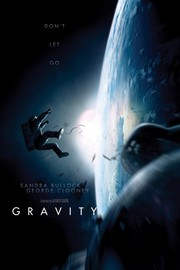 DON'T
LET
GO
SANDRA BULLOCK
GEORGE CLOONEY
GRAVITY